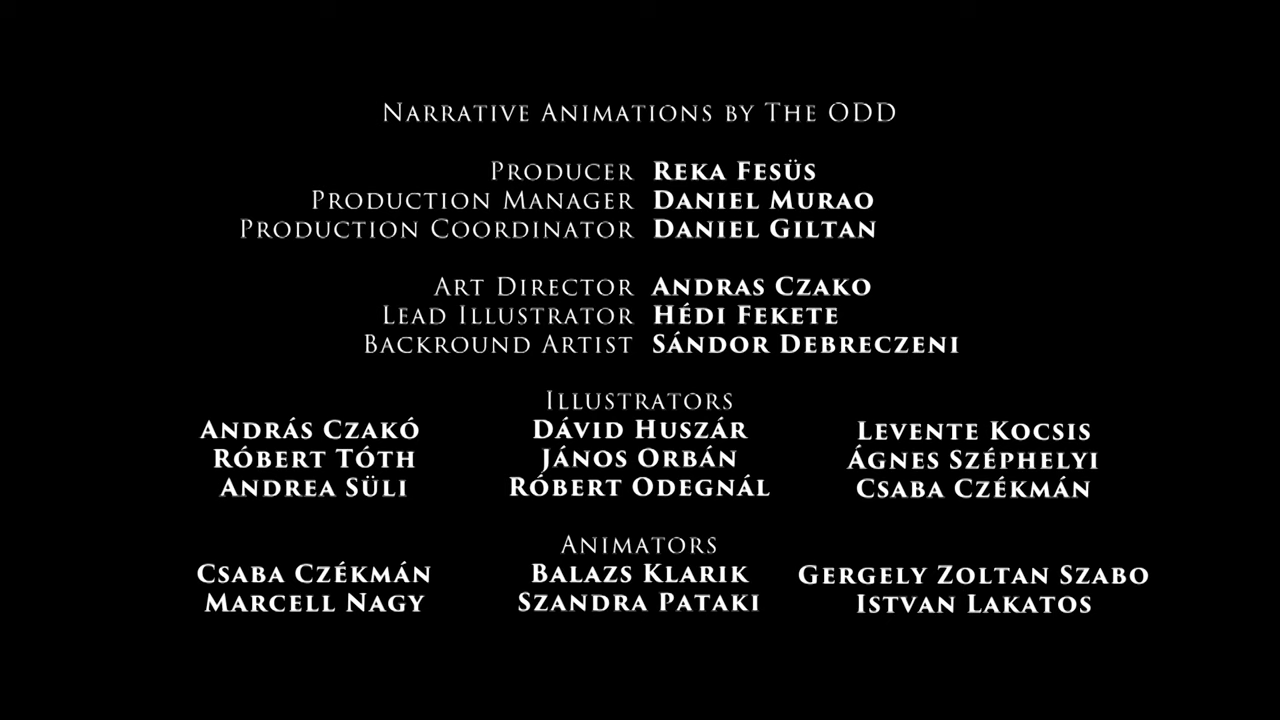 Narrative Animations by The ODD
Producer Reka Fesüs
Production Manager Daniel Murao
Production Coordinator Daniel Giltan
Art Director Andras Czako
Lead Illustrator Hédi Fekete
Backround Artist Sándor Debreczeni
Illustrators
András Czakó Dávid Huszár Levente Kocsis
Róbert Tóth János Orbán Ágnes Széphelyi
Andrea Süli Róbert Odegnál Csaba Czékmán
Animators
Csaba Czékmán Balazs Klarik Gergely Zoltan Szabo
Marcell Nagy Szandra Pataki Istvan Lakatos